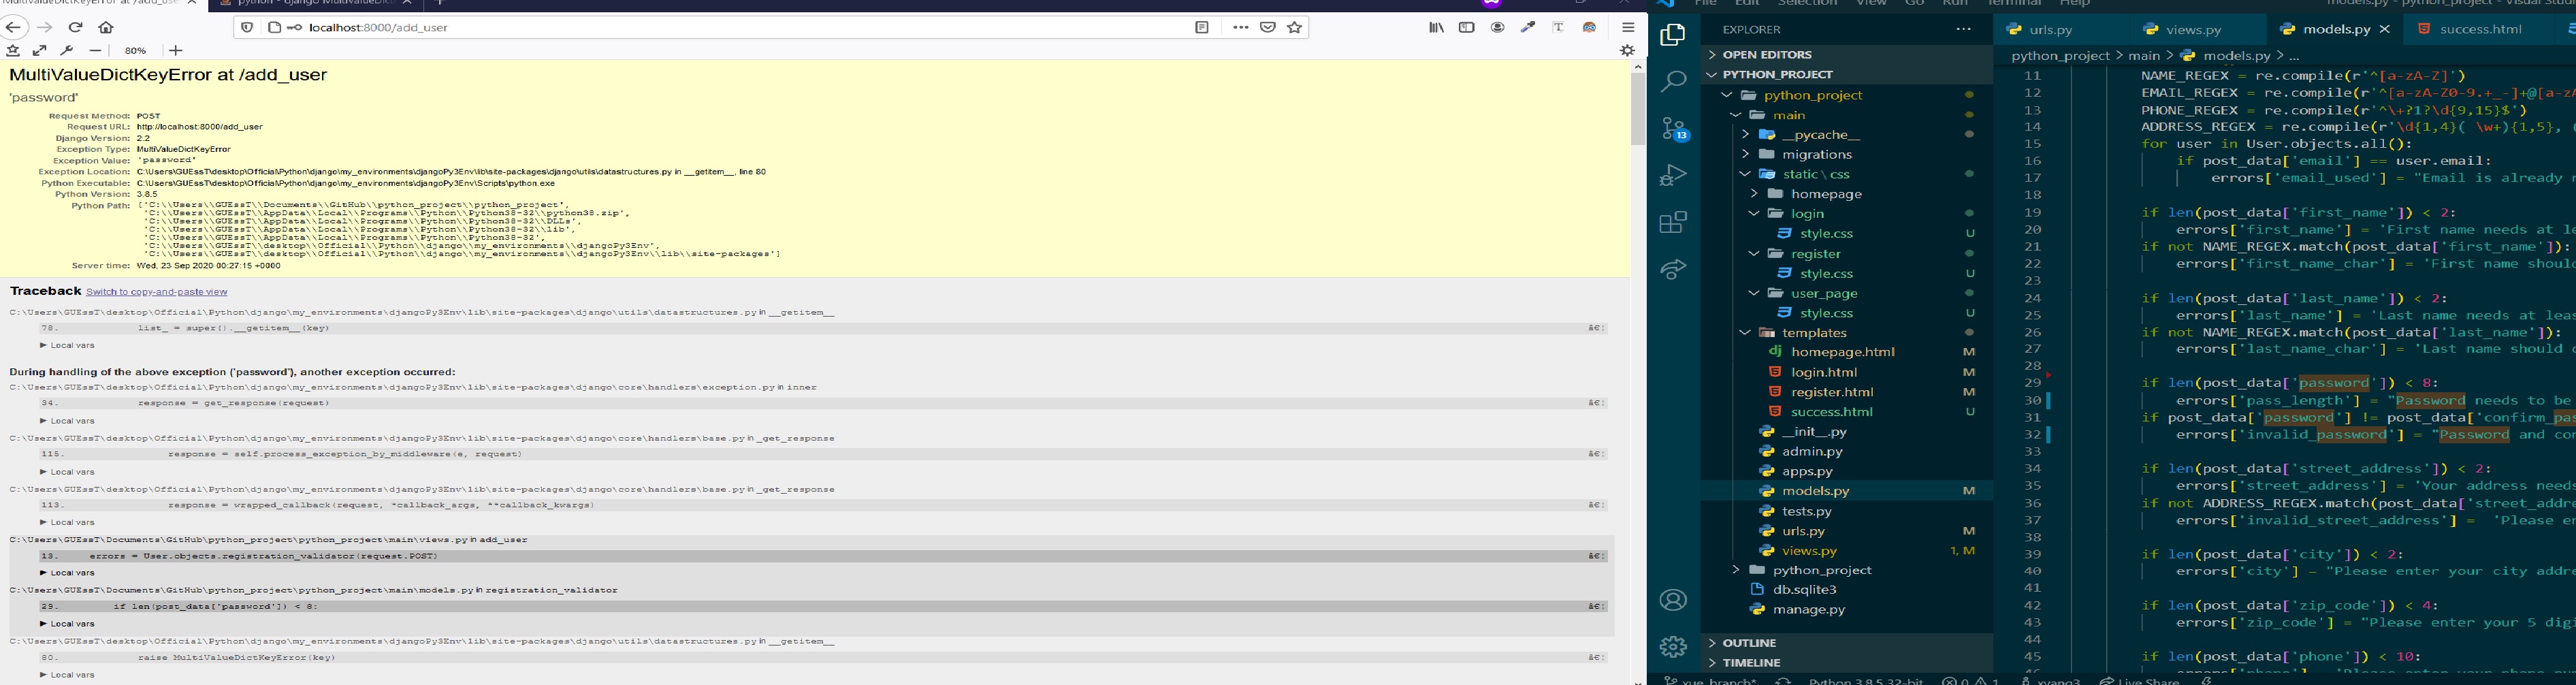 MultiValueDictKeyError at /add_us
python - django MultiValueDic
localhost:8000/add_user
80%
MultiValueDictKeyError at /add_user
'password'
Request Method: POST
Request URL: http://localhost:8000/add_user
Django Version: 2.2
Exception Type: MultiValueDictKeyError
Exception Value: 'password'
Exception Location: C:\Users\GUEssT\desktop\Official\Python\django\my_environments\djangoPy3Env\lib\site-packages\django\utils\datastructures.py in __getitem__, line 80
Python Executable: C:\Users\GUEssT\desktop\Official\Python\django\my_environments\djangoPy3Env\Scripts\python.exe
Python Version: 3.8.5
Python Path: ['C:\\Users\\GUEssT\\Documents\\GitHub\\python_project\\python_project',
'C:\\Users\\GUEssT\\AppData\\Local\\Programs\\Python\\Python38-32\\python38.zip',
'C:\\Users\\GUEssT\\AppData\\Local\\Programs\\Python\\Python38-32\\DLLs',
'C:\\Users\\GUEssT\\AppData\\Local\\Programs\\Python\\Python38-32\\lib',
'C:\\Users\\GUEssT\\AppData\\Local\\Programs\\Python\\Python38-32',
'C:\\Users\\GUEssT\\desktop\\Official\\Python\\django\\my_environments\\djangoPy3Env',
'C:\\Users\\GUEssT\\desktop\\Official\\Python\\django\\my_environments\\djangoPy3Env\\lib\\site-packages']
Server time: Wed, 23 Sep 2020 00:27:15 +0000
Traceback Switch to copy-and-paste view
C:\Users\GUEssT\desktop\Official\Python\django\my_environments\djangoPy3Env\lib\site-packages\django\utils\datastructures.py in __getitem__
78. list_ = super().__getitem__(key) â€¦
▶ Local vars
During handling of the above exception ('password'), another exception occurred:
C:\Users\GUEssT\desktop\Official\Python\django\my_environments\djangoPy3Env\lib\site-packages\django\core\handlers\exception.py in inner
34. response = get_response(request) â€¦
▶ Local vars
C:\Users\GUEssT\desktop\Official\Python\django\my_environments\djangoPy3Env\lib\site-packages\django\core\handlers\base.py in _get_response
115. response = self.process_exception_by_middleware(e, request) â€¦
▶ Local vars
C:\Users\GUEssT\desktop\Official\Python\django\my_environments\djangoPy3Env\lib\site-packages\django\core\handlers\base.py in _get_response
113. response = wrapped_callback(request, *callback_args, **callback_kwargs) â€¦
▶ Local vars
C:\Users\GUEssT\Documents\GitHub\python_project\python_project\main\views.py in add_user
13. errors = User.objects.registration_validator(request.POST) â€¦
▶ Local vars
C:\Users\GUEssT\Documents\GitHub\python_project\python_project\main\models.py in registration_validator
29. if len(post_data['password']) < 8: â€¦
▶ Local vars
C:\Users\GUEssT\desktop\Official\Python\django\my_environments\djangoPy3Env\lib\site-packages\django\utils\datastructures.py in __getitem__
80. raise MultiValueDictKeyError(key) â€¦
▶ Local vars
File Edit Selection View Go Run Terminal Help models.py - python_project - Visual Studi
13
EXPLORER ...
OPEN EDITORS
PYTHON_PROJECT
python_project
main
__pycache__
migrations
static \ css
homepage
login
style.css U
register
style.css U
user_page
style.css U
templates
homepage.html M
login.html M
register.html M
success.html U
__init__.py
admin.py
apps.py
models.py M
tests.py
urls.py M
views.py 1, M
python_project
db.sqlite3
manage.py
OUTLINE
TIMELINE
urls.py views.py models.py success.html
python_project > main > models.py > ...
11 NAME_REGEX = re.compile(r'^[a-zA-Z]')
12 EMAIL_REGEX = re.compile(r'^[a-zA-Z0-9.+_-]+@[a-zA
13 PHONE_REGEX = re.compile(r'^\+?1?\d{9,15}$')
14 ADDRESS_REGEX = re.compile(r'\d{1,4}( \w+){1,5}, (
15 for user in User.objects.all():
16 if post_data['email'] == user.email:
17 errors['email_used'] = "Email is already r
18
19 if len(post_data['first_name']) < 2:
20 errors['first_name'] = 'First name needs at le
21 if not NAME_REGEX.match(post_data['first_name']):
22 errors['first_name_char'] = 'First name shoul
23
24 if len(post_data['last_name']) < 2:
25 errors['last_name'] = 'Last name needs at leas
26 if not NAME_REGEX.match(post_data['last_name']):
27 errors['last_name_char'] = 'Last name should c
28
29 if len(post_data['password']) < 8:
30 errors['pass_length'] = "Password needs to be
31 if post_data['password'] != post_data['confirm_pas
32 errors['invalid_password'] = "Password and con
33
34 if len(post_data['street_address']) < 2:
35 errors['street_address'] = 'Your address needs
36 if not ADDRESS_REGEX.match(post_data['street_addre
37 errors['invalid_street_address'] = 'Please en
38
39 if len(post_data['city']) < 2:
40 errors['city'] = "Please enter your city addre
41
42 if len(post_data['zip_code']) < 4:
43 errors['zip_code'] = "Please enter your 5 digi
44
45 if len(post_data['phone']) < 10:
xue_branch* Python 3.8.5 32-bit 0 1 xyang3 Live Share